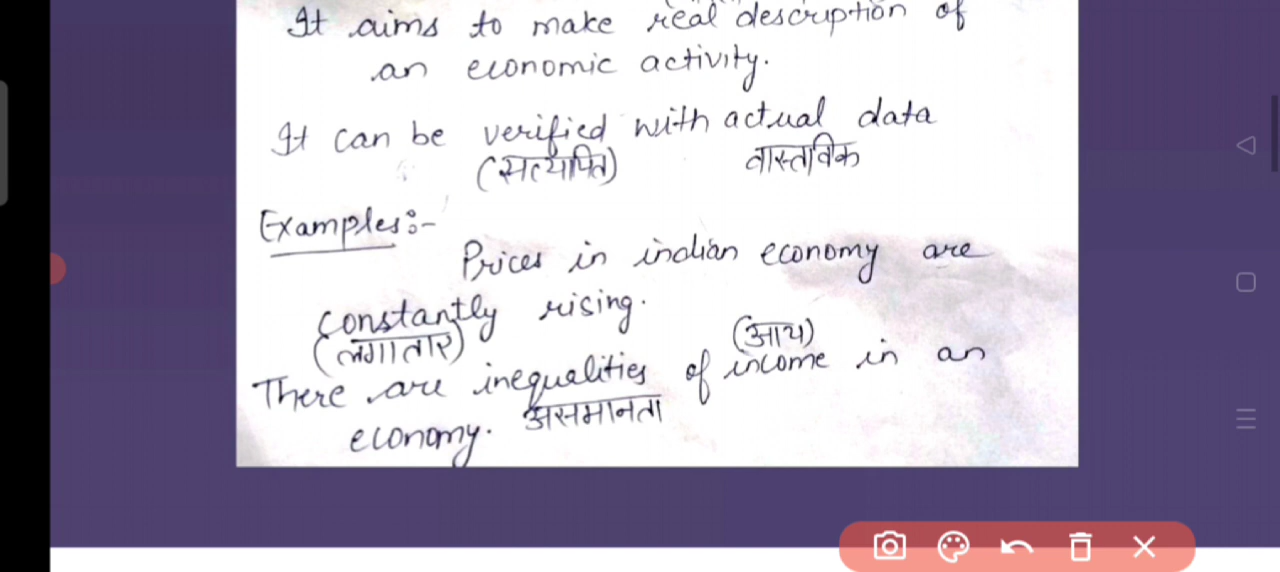 It aims to make real description of
an economic activity.
It can be verified with actual data
(सत्यापित) वास्तविक
Examples:-
Prices in indian economy are
constantly rising.
(लगातार) (आय)
There are inequalities of income in an
economy. असमानता